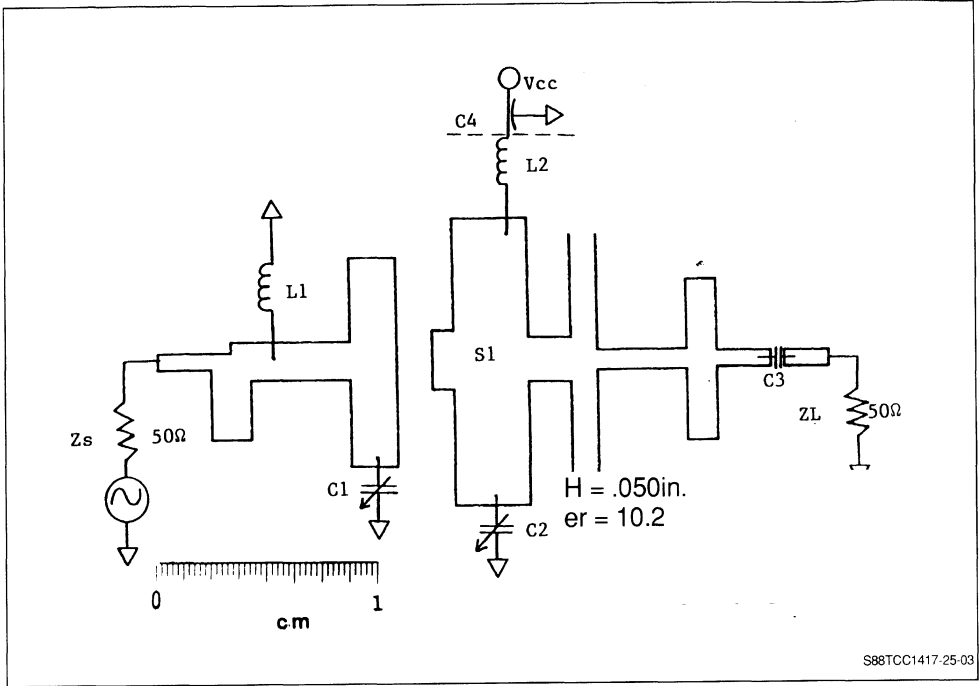 Vcc
C4
L2
L1
S1
C3
Zs
50Ω
ZL
50Ω
C1
C2
H = .050in.
er = 10.2
0
1
cm
S88TCC1417-25-03